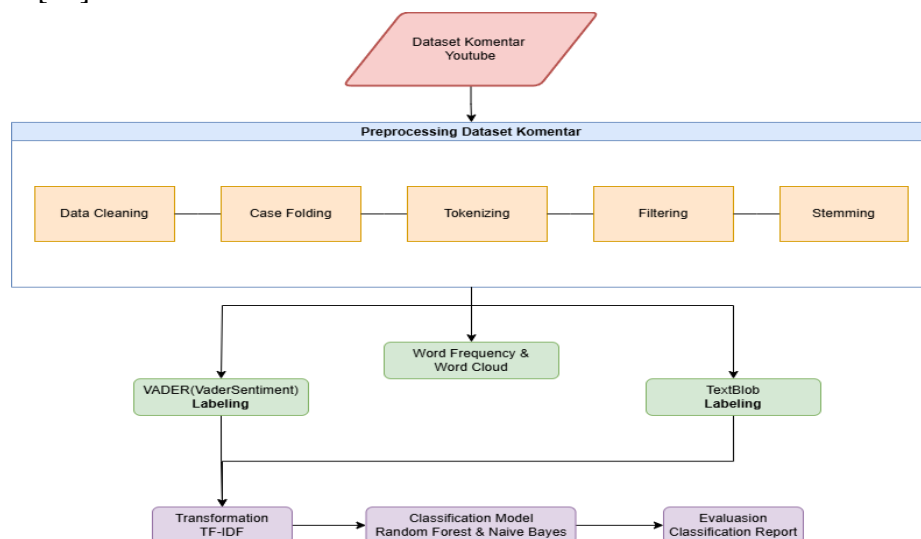 Dataset Komentar
Youtube
Preprocessing Dataset Komentar
Data Cleaning
Case Folding
Tokenizing
Filtering
Stemming
Word Frequency &
Word Cloud
VADER(VaderSentiment)
Labeling
TextBlob
Labeling
Transformation
TF-IDF
Classification Model
Random Forest & Naive Bayes
Evaluasion
Classification Report